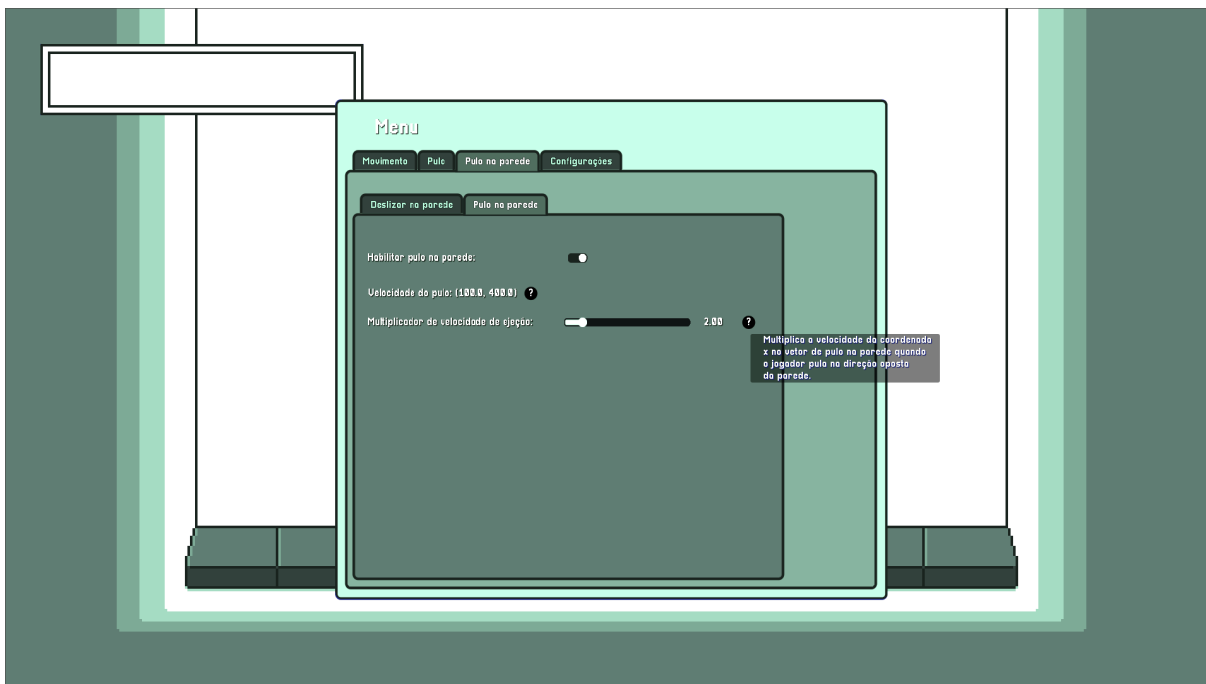 Menu
Movimento Pulo Pulo na parede Configurações
Deslizar na parede Pulo na parede
Habilitar pulo na parede:
Velocidade do pulo: (100.0, 400.0) ?
Multiplicador de velocidade de ejeção: 2.00 ?
Multiplica a velocidade da coordenada
x no vetor de pulo na parede quando
o jogador pula na direção oposta
da parede.